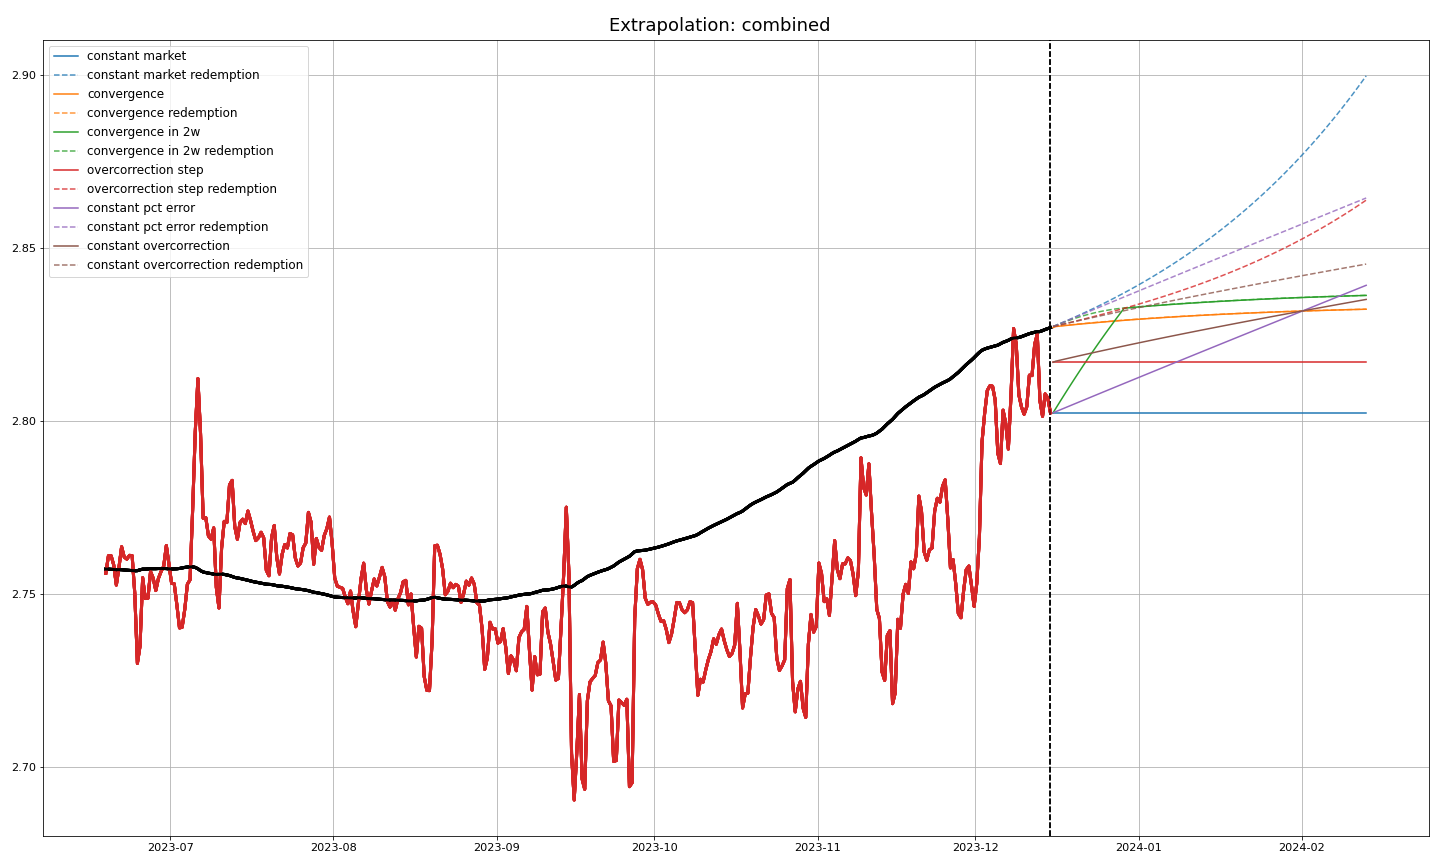 Extrapolation: combined
constant market
constant market redemption
convergence
convergence redemption
convergence in 2w
convergence in 2w redemption
overcorrection step
overcorrection step redemption
constant pct error
constant pct error redemption
constant overcorrection
constant overcorrection redemption
2.90
2.85
2.80
2.75
2.70
2023-07 2023-08 2023-09 2023-10 2023-11 2023-12 2024-01 2024-02